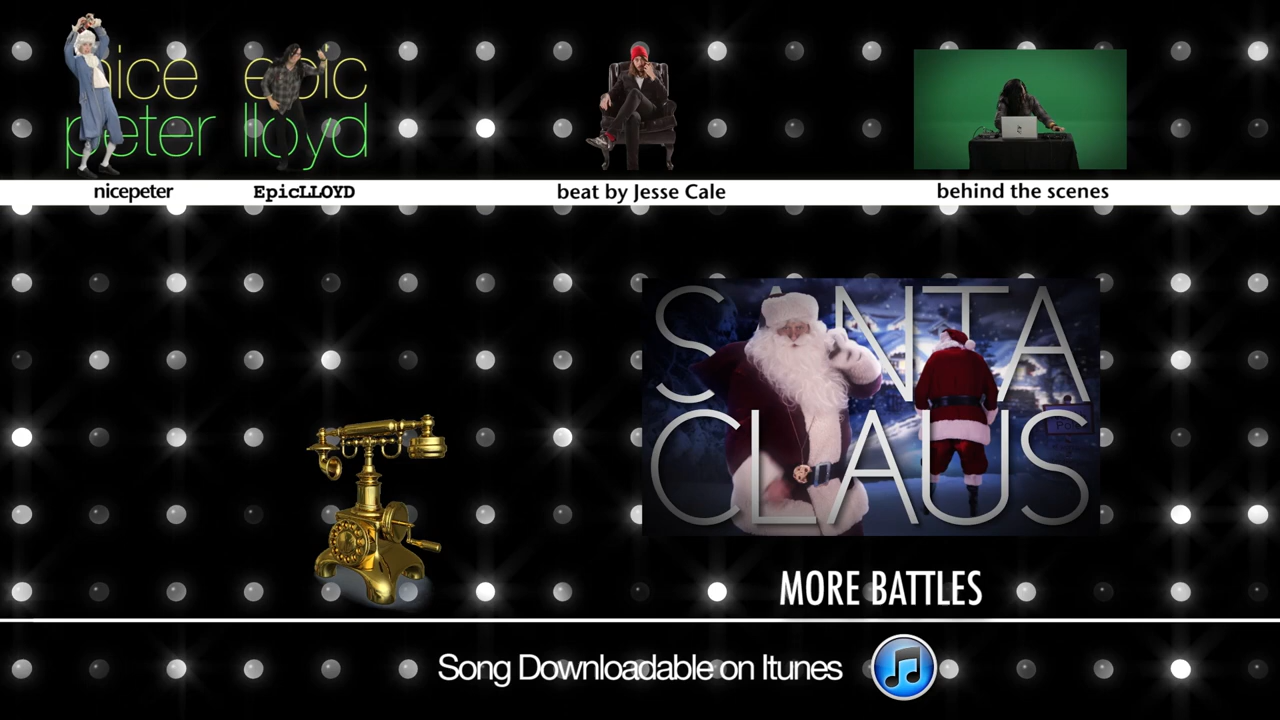 nice
peter
epic
lloyd
nicepeter
EpicLLOYD
beat by Jesse Cale
behind the scenes
SANTA
CLAUS
MORE BATTLES
Song Downloadable on Itunes